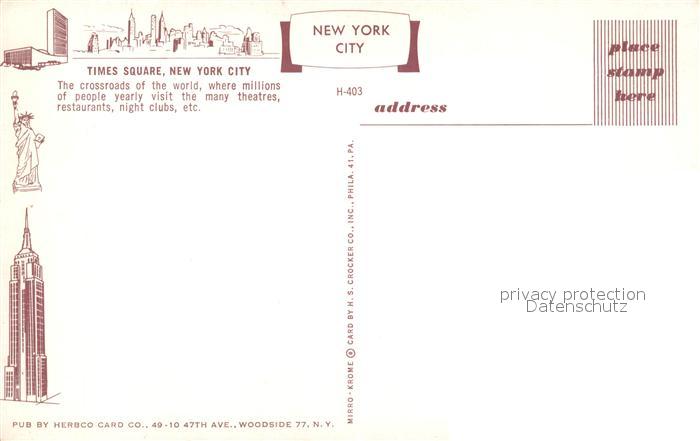 NEW YORK
CITY
place
stamp
here
TIMES SQUARE, NEW YORK CITY
The crossroads of the world, where millions
of people yearly visit the many theatres,
restaurants, night clubs, etc.
H-403
address
MIRRO-KROME ® CARD BY H. S. CROCKER CO., INC., PHILA. 41, PA.
privacy protection
Datenschutz
PUB BY HERBCO CARD CO., 49-10 47TH AVE., WOODSIDE 77, N. Y.